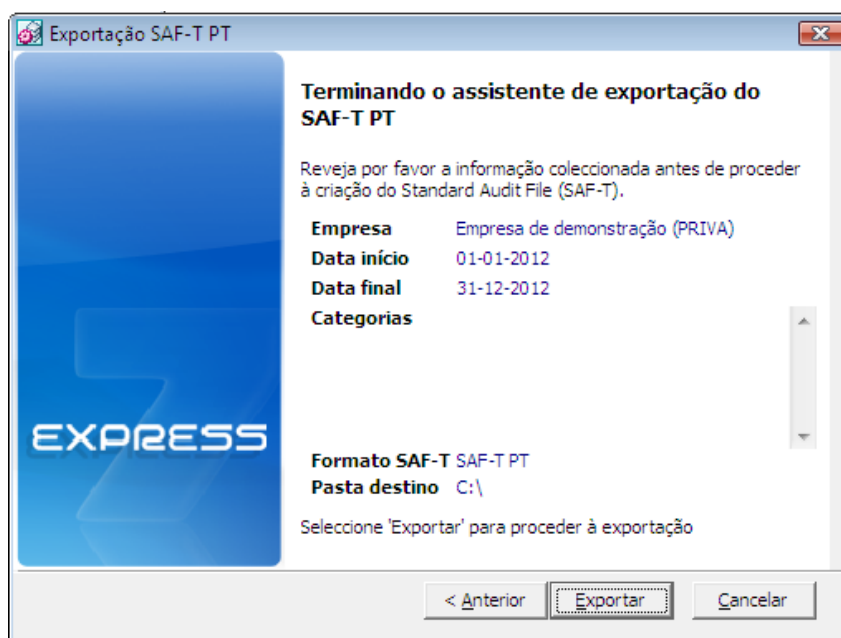 Exportação SAF-T PT
Terminando o assistente de exportação do
SAF-T PT
Reveja por favor a informação coleccionada antes de proceder
à criação do Standard Audit File (SAF-T).
Empresa Empresa de demonstração (PRIVA)
Data início 01-01-2012
Data final 31-12-2012
Categorias
EXPRESS
7
Formato SAF-T SAF-T PT
Pasta destino C:\
Seleccione 'Exportar' para proceder à exportação
< Anterior Exportar Cancelar